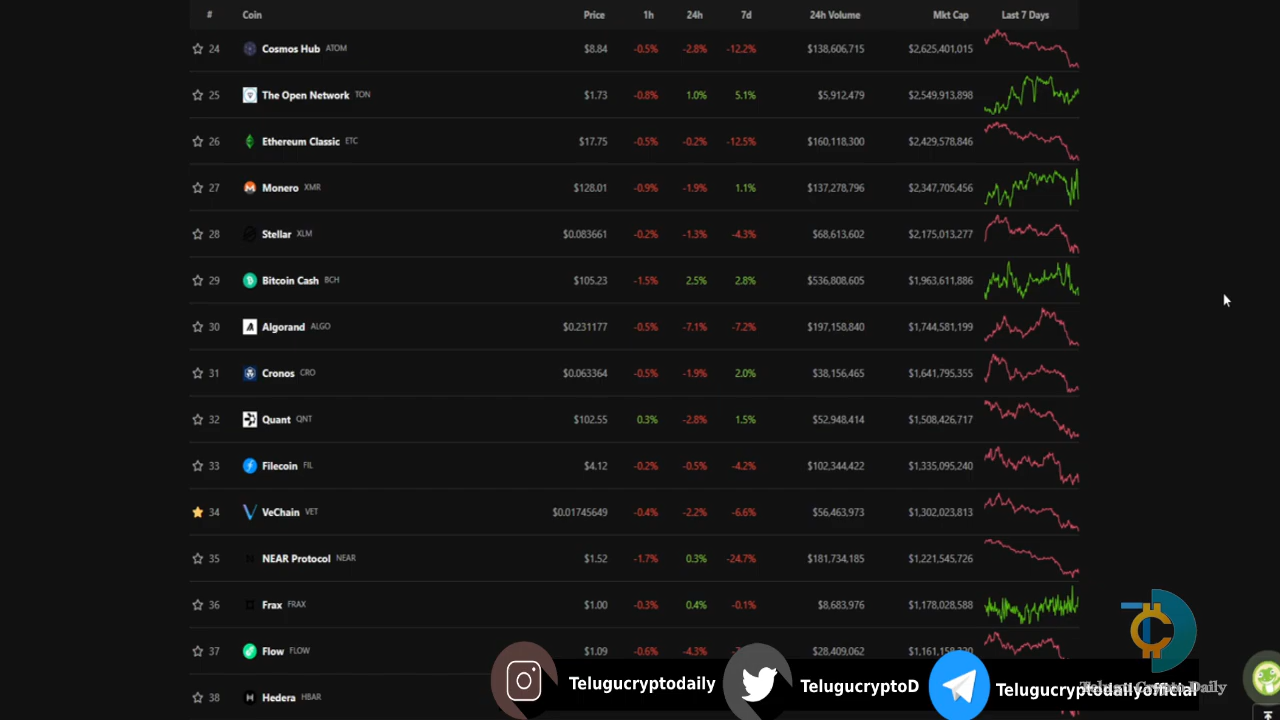 # Coin Price 1h 24h 7d 24h Volume Mkt Cap Last 7 Days
24 Cosmos Hub ATOM $8.84 -0.5% -2.8% -12.2% $138,606,715 $2,625,401,015
25 The Open Network TON $1.73 -0.8% 1.0% 5.1% $5,912,479 $2,549,913,898
26 Ethereum Classic ETC $17.75 -0.5% -0.2% -12.5% $160,118,300 $2,429,578,846
27 Monero XMR $128.01 -0.9% -1.9% 1.1% $137,278,796 $2,347,705,456
28 Stellar XLM $0.083661 -0.2% -1.3% -4.3% $68,613,602 $2,175,013,277
29 Bitcoin Cash BCH $105.23 -1.5% 2.5% 2.8% $536,808,605 $1,963,611,886
30 Algorand ALGO $0.231177 -0.5% -7.1% -7.2% $197,158,840 $1,744,581,199
31 Cronos CRO $0.063364 -0.5% -1.9% 2.0% $38,156,465 $1,641,795,355
32 Quant QNT $102.55 0.3% -2.8% 1.5% $52,948,414 $1,508,426,717
33 Filecoin FIL $4.12 -0.2% -0.5% -4.2% $102,344,422 $1,335,095,240
34 VeChain VET $0.01745649 -0.4% -2.2% -6.6% $56,463,973 $1,302,023,813
35 NEAR Protocol NEAR $1.52 -1.7% 0.3% -24.7% $181,734,185 $1,221,545,726
36 Frax FRAX $1.00 -0.3% 0.4% -0.1% $8,683,976 $1,178,028,588
37 Flow FLOW $1.09 -0.6% -4.3% $28,409,062
38 Hedera HBAR
Telugucryptodaily TelugucryptoD Telugucryptodailyofficial
Telugu Crypto Daily